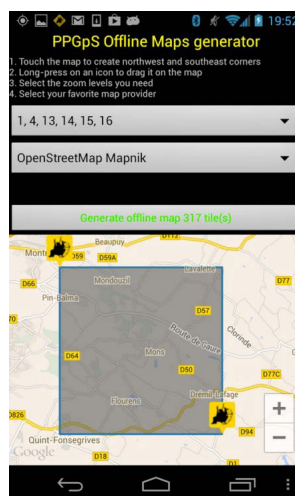 19:52
PPGpS Offline Maps generator
1. Touch the map to create northwest and southeast corners
2. Long-press on an icon to drag it on the map
3. Select the zoom levels you need
4. Select your favorite map provider
1, 4, 13, 14, 15, 16
OpenStreetMap Mapnik
Generate offline map 317 tile(s)
Beaupuy
D112
Mont
D59
D59A
Lavalette
D66
Mondouzil
D77
Pin-Balma
D57
70
Route de Gaure
Clorinde
D64
Mons
D50
D77C
Flourens
Drémil-Lafage
+
D826
D94
−
Quint-Fonsegrives
Google
D18
D1